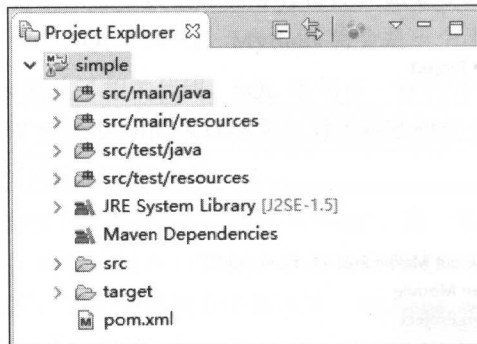 Project Explorer
simple
src/main/java
src/main/resources
src/test/java
src/test/resources
JRE System Library [J2SE-1.5]
Maven Dependencies
src
target
pom.xml